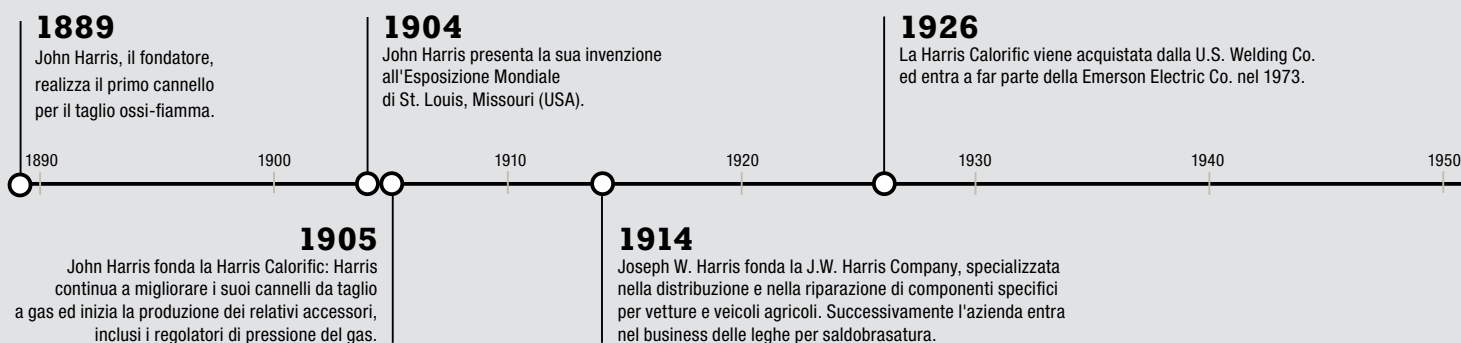 1889
John Harris, il fondatore,
realizza il primo cannello
per il taglio ossi-fiamma.
1904
John Harris presenta la sua invenzione
all'Esposizione Mondiale
di St. Louis, Missouri (USA).
1926
La Harris Calorific viene acquistata dalla U.S. Welding Co.
ed entra a far parte della Emerson Electric Co. nel 1973.
1890 1900 1910 1920 1930 1940 1950
1905
John Harris fonda la Harris Calorific: Harris
continua a migliorare i suoi cannelli da taglio
a gas ed inizia la produzione dei relativi accessori,
inclusi i regolatori di pressione del gas.
1914
Joseph W. Harris fonda la J.W. Harris Company, specializzata
nella distribuzione e nella riparazione di componenti specifici
per vetture e veicoli agricoli. Successivamente l'azienda entra
nel business delle leghe per saldobrasatura.